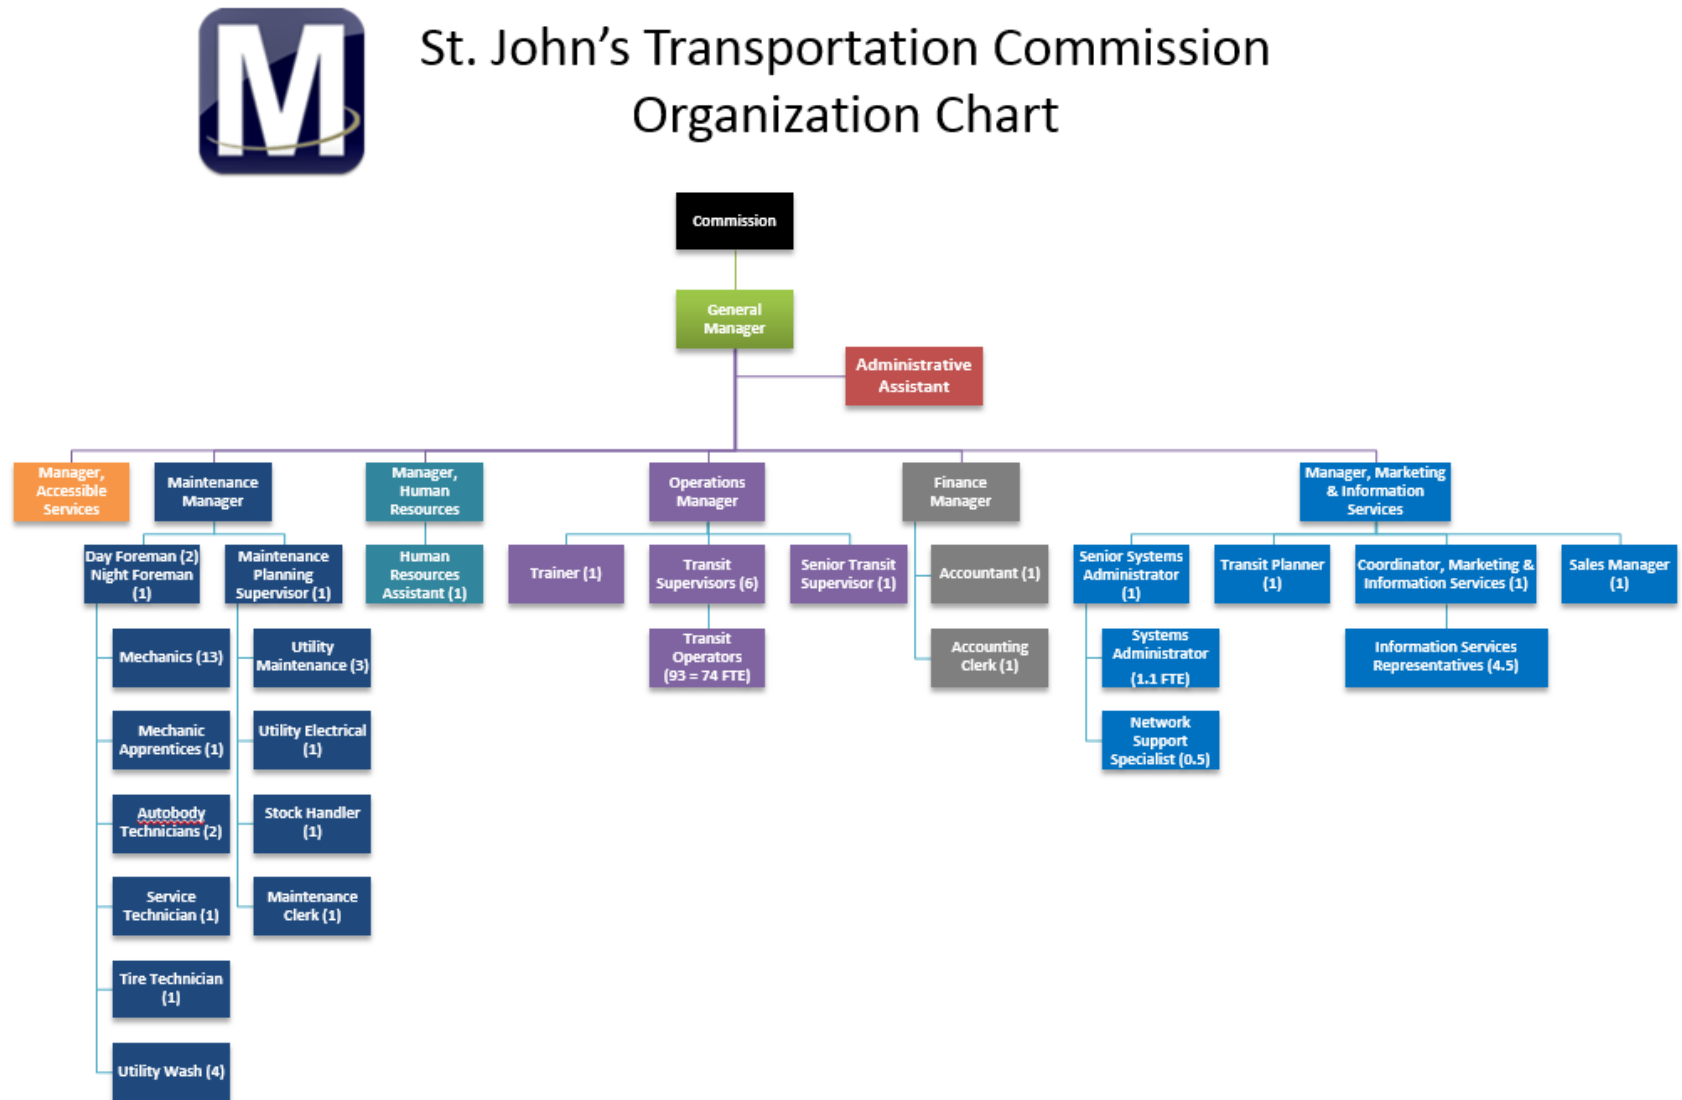 M
St. John's Transportation Commission
Organization Chart
Commission
General
Manager
Administrative
Assistant
Manager,
Accessible
Services
Maintenance
Manager
Manager,
Human
Resources
Operations
Manager
Finance
Manager
Manager, Marketing
& Information
Services
Day Foreman (2)
Night Foreman
(1)
Maintenance
Planning
Supervisor (1)
Human
Resources
Assistant (1)
Trainer (1)
Transit
Supervisors (6)
Senior Transit
Supervisor (1)
Accountant (1)
Senior Systems
Administrator
(1)
Transit Planner
(1)
Coordinator, Marketing &
Information Services (1)
Sales Manager
(1)
Mechanics (13)
Utility
Maintenance (3)
Transit
Operators
(93 = 74 FTE)
Accounting
Clerk (1)
Systems
Administrator
(1.1 FTE)
Information Services
Representatives (4.5)
Mechanic
Apprentices (1)
Utility Electrical
(1)
Network
Support
Specialist (0.5)
Autobody
Technicians (2)
Stock Handler
(1)
Service
Technician (1)
Maintenance
Clerk (1)
Tire Technician
(1)
Utility Wash (4)